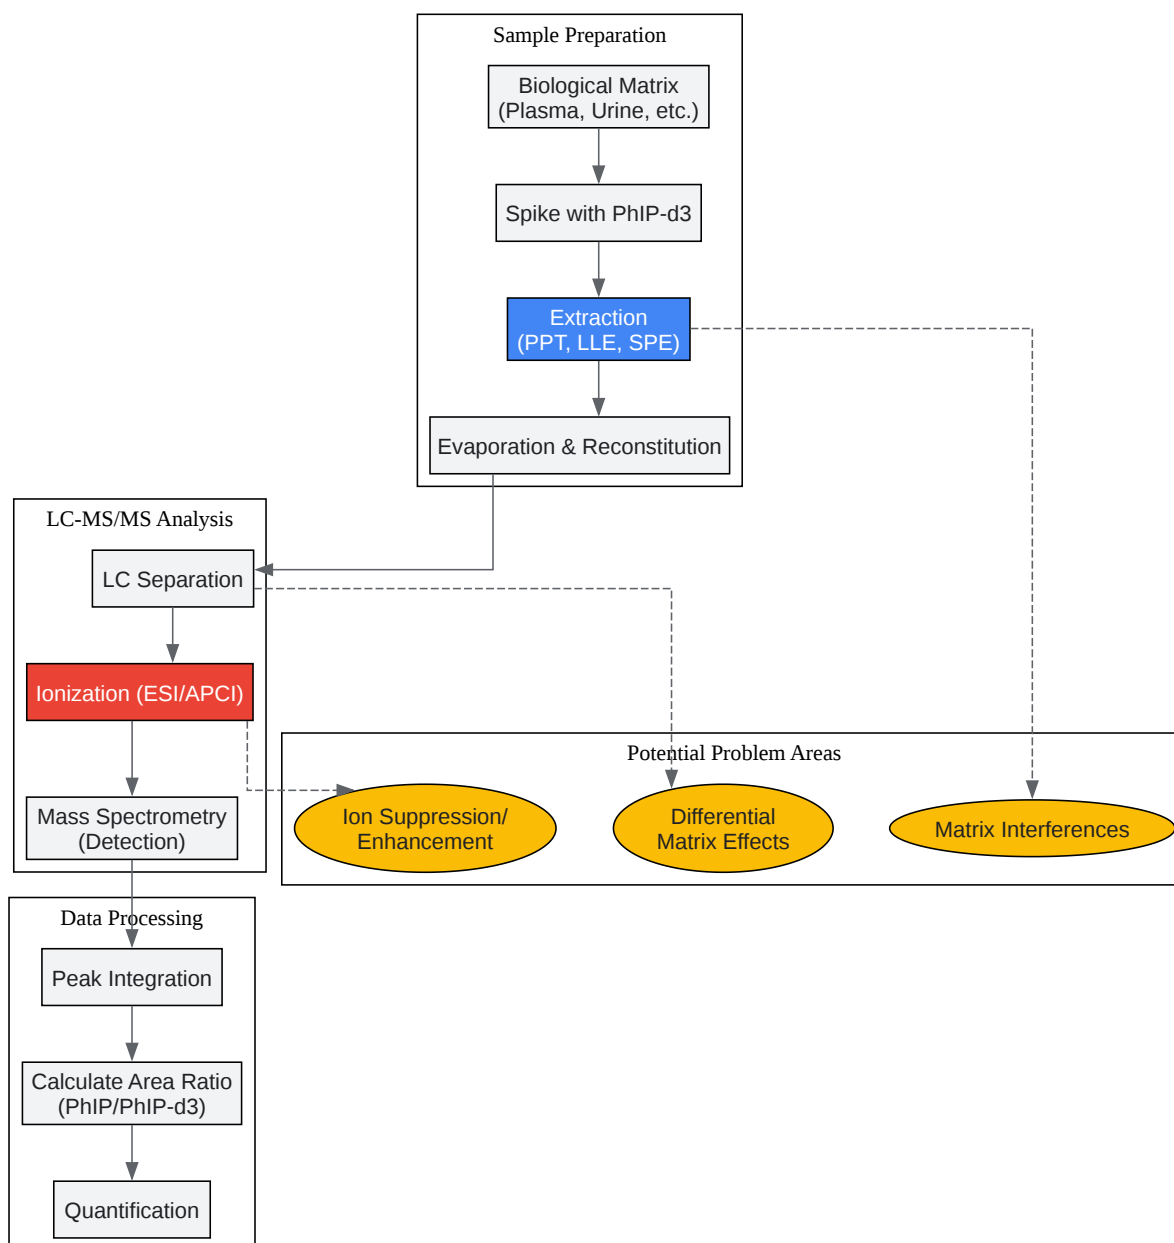 Sample Preparation
Biological Matrix
(Plasma, Urine, etc.)
Spike with PhIP-d3
Extraction
(PPT, LLE, SPE)
Evaporation & Reconstitution
LC-MS/MS Analysis
LC Separation
Ionization (ESI/APCI)
Mass Spectrometry
(Detection)
Potential Problem Areas
Ion Suppression/
Enhancement
Differential
Matrix Effects
Matrix Interferences
Data Processing
Peak Integration
Calculate Area Ratio
(PhIP/PhIP-d3)
Quantification